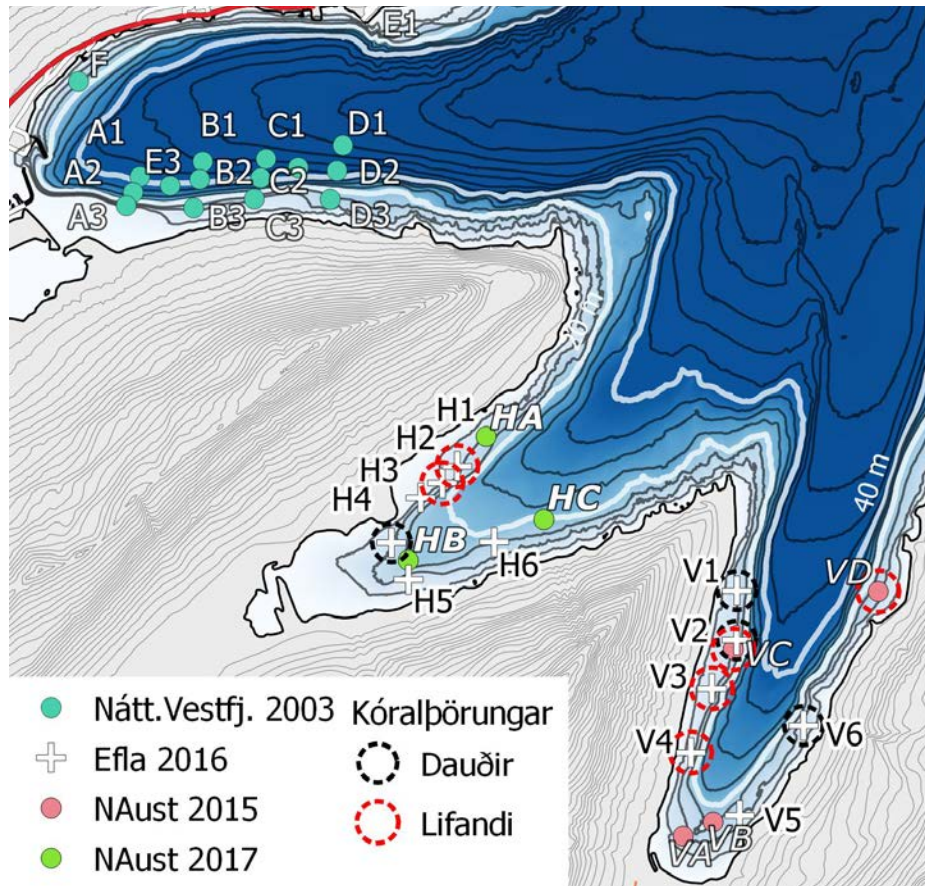 E1
F
A1 B1 C1 D1
A2 E3 B2 C2 D2
A3 B3 C3 D3
20 m
H1 HA
H2
H3
H4
HB HC
H5 H6
40 m
V1 VD
V2 VC
V3
V4 V6
V5
VA VB
Nátt.Vestfj. 2003
Efla 2016
NAust 2015
NAust 2017
Kóralþörungar
Dauðir
Lifandi